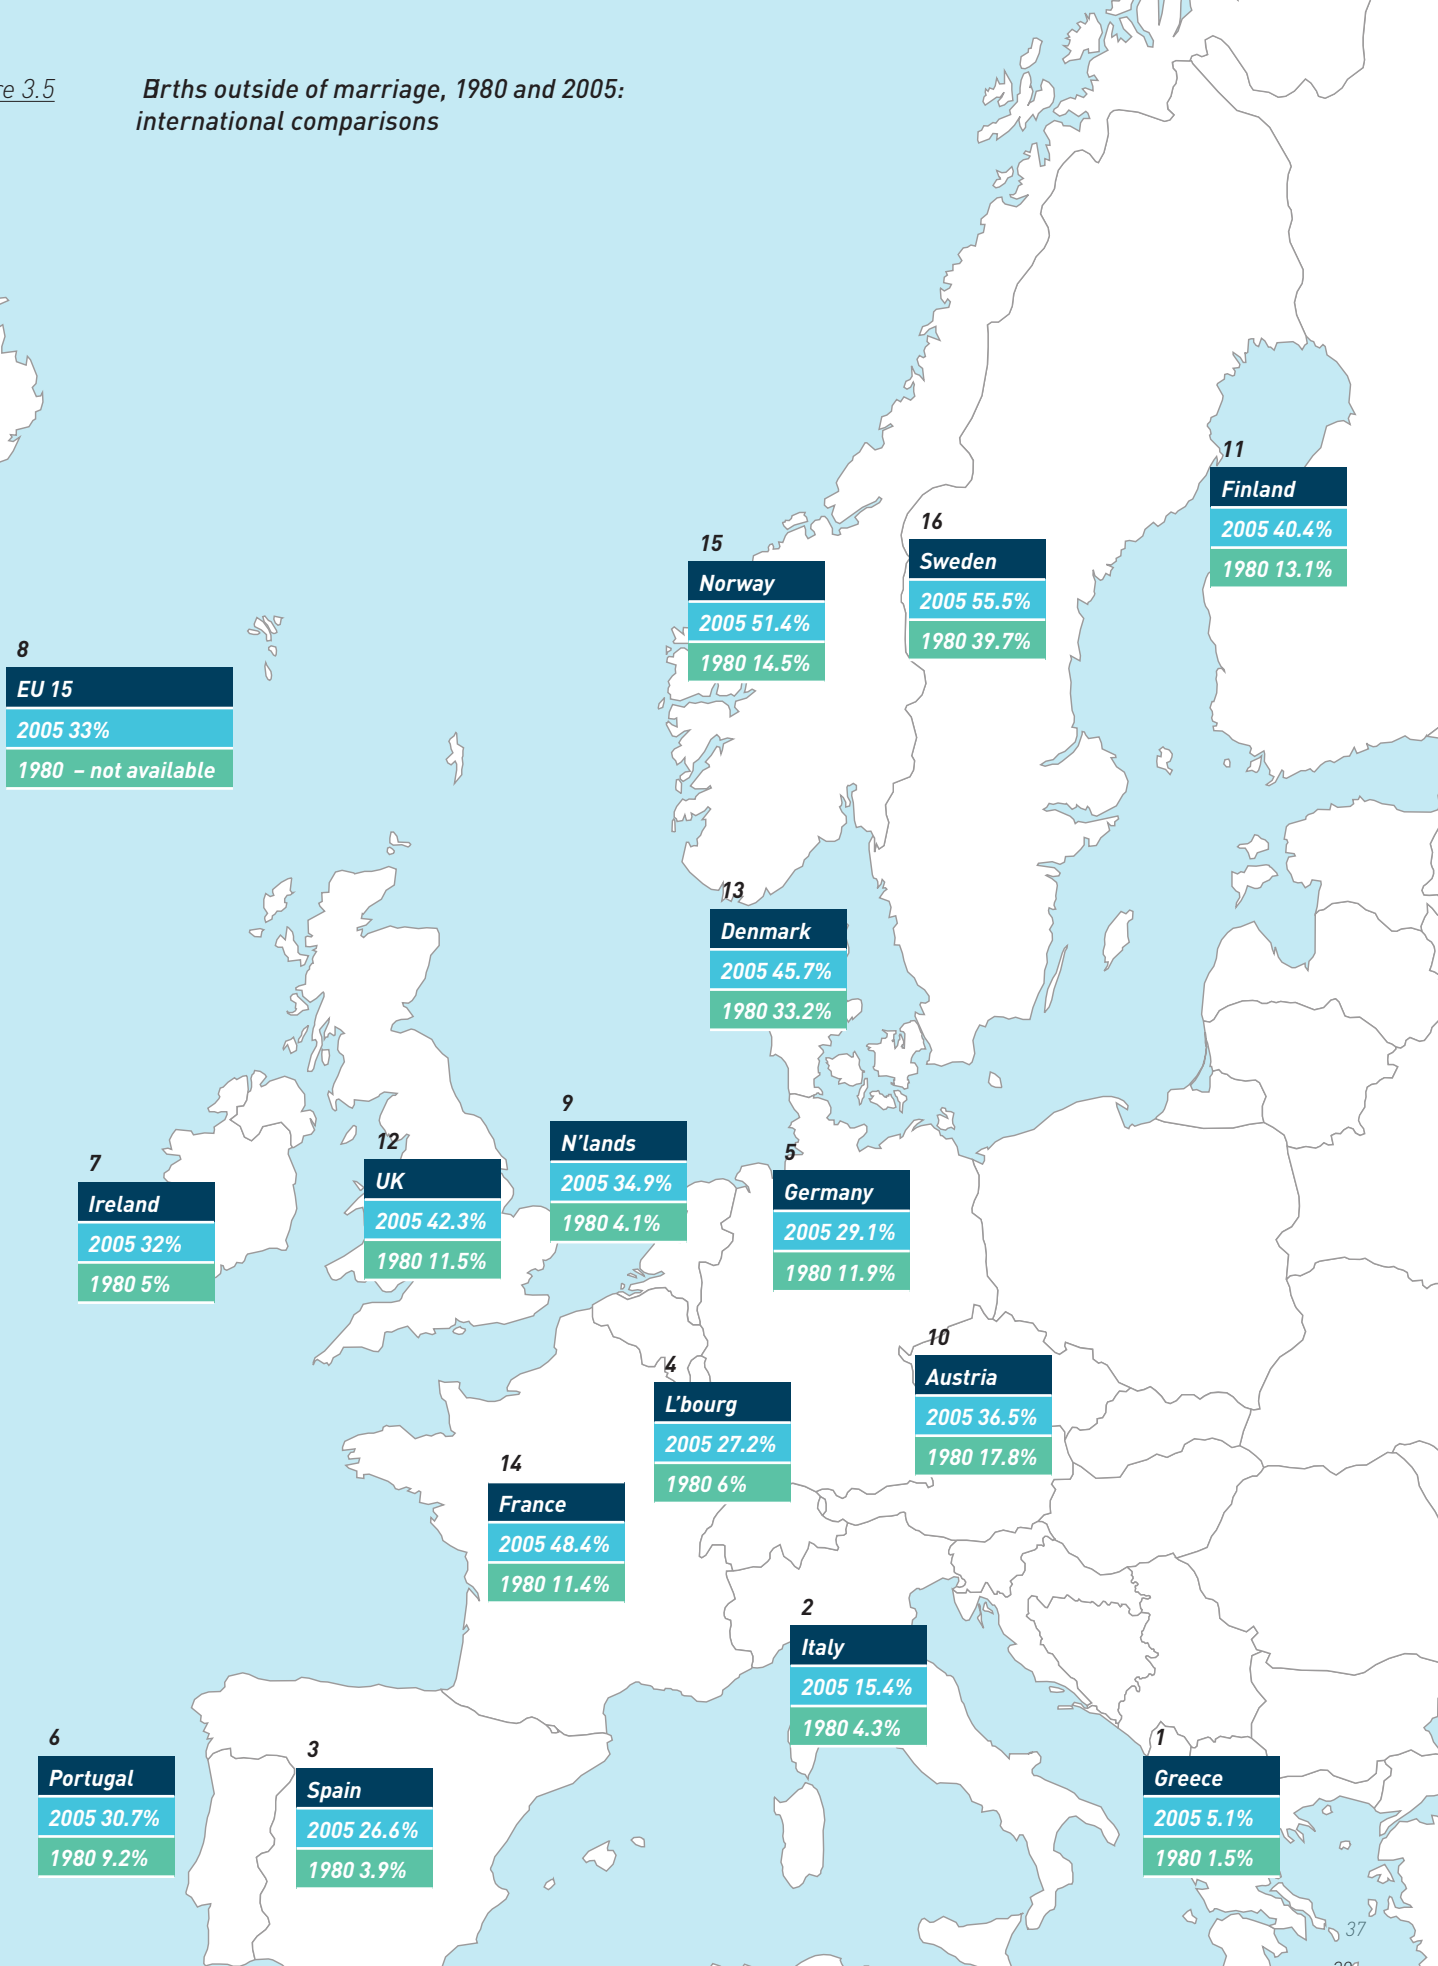 re 3.5
Births outside of marriage, 1980 and 2005:
international comparisons
11
Finland
2005 40.4%
1980 13.1%
16
Sweden
2005 55.5%
1980 39.7%
15
Norway
2005 51.4%
1980 14.5%
8
EU 15
2005 33%
1980 – not available
13
Denmark
2005 45.7%
1980 33.2%
9
N'lands
2005 34.9%
1980 4.1%
12
UK
2005 42.3%
1980 11.5%
7
Ireland
2005 32%
1980 5%
5
Germany
2005 29.1%
1980 11.9%
10
Austria
2005 36.5%
1980 17.8%
4
L'bourg
2005 27.2%
1980 6%
14
France
2005 48.4%
1980 11.4%
2
Italy
2005 15.4%
1980 4.3%
6
Portugal
2005 30.7%
1980 9.2%
3
Spain
2005 26.6%
1980 3.9%
1
Greece
2005 5.1%
1980 1.5%
37